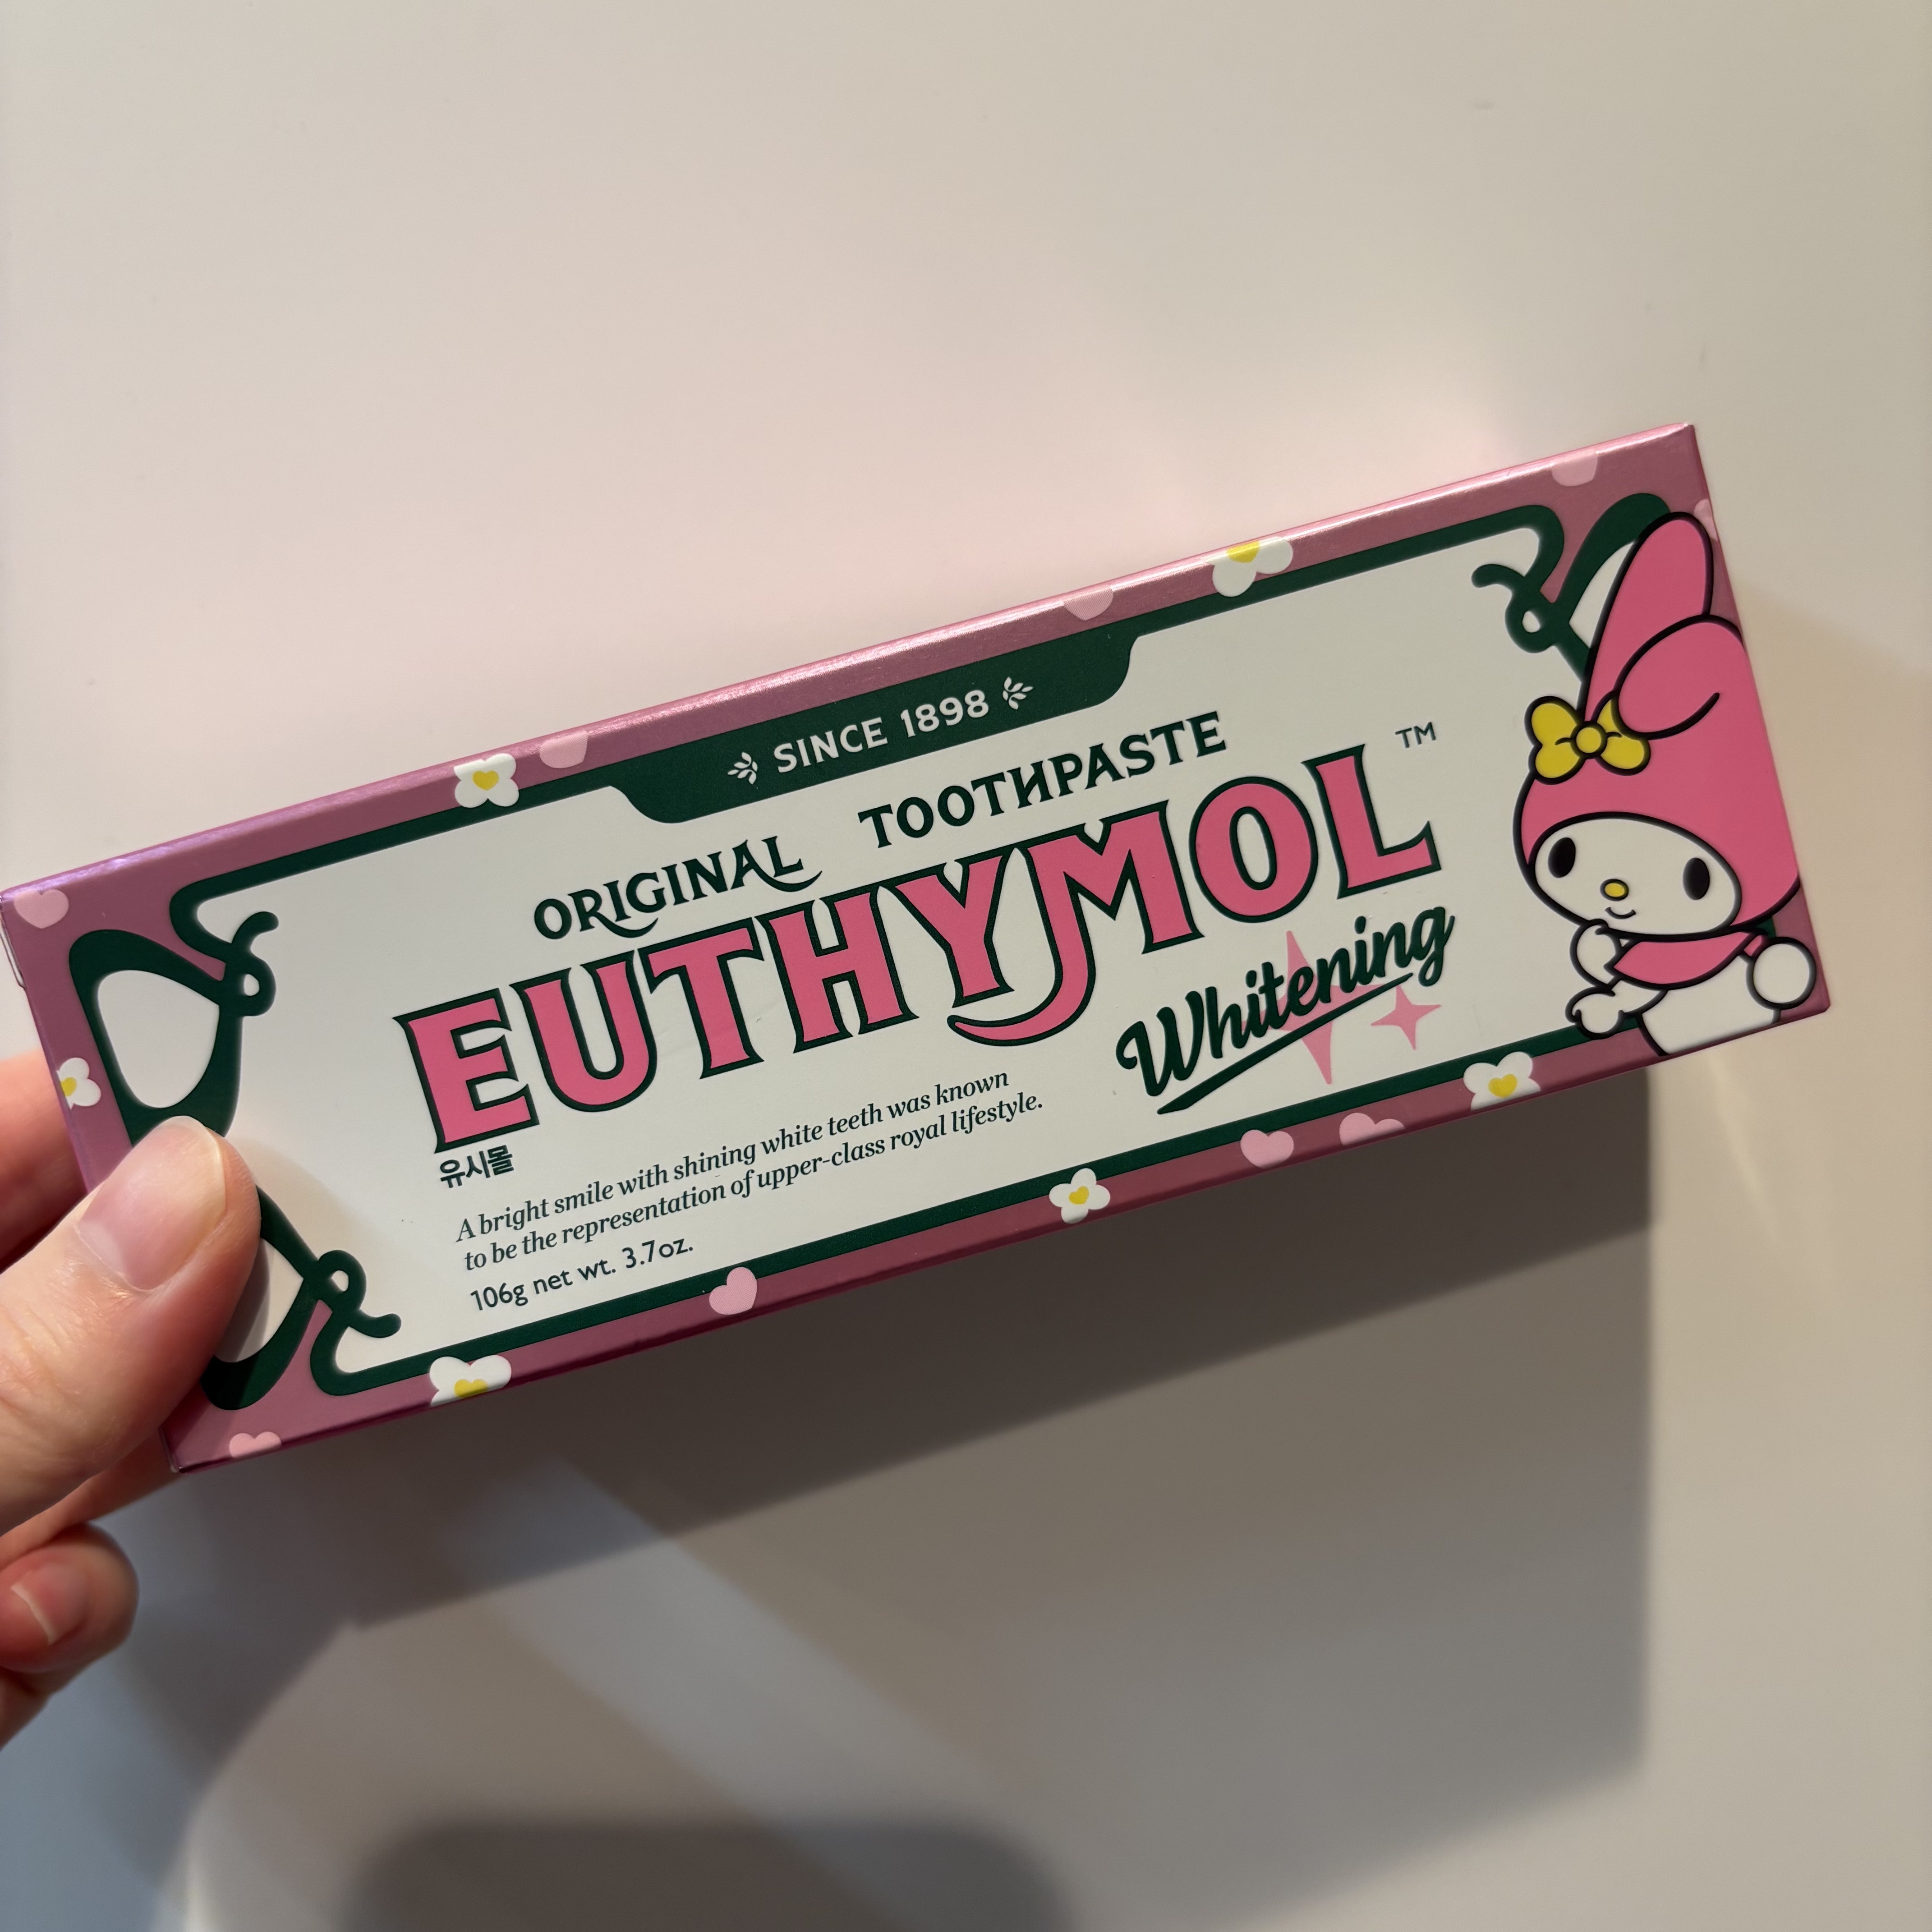 SINCE 1898
ORIGINAL TOOTHPASTE
EUTHYMOL™
Whitening
유시몰
A bright smile with shining white teeth was known
to be the representation of upper-class royal lifestyle.
106g net wt. 3.7oz.